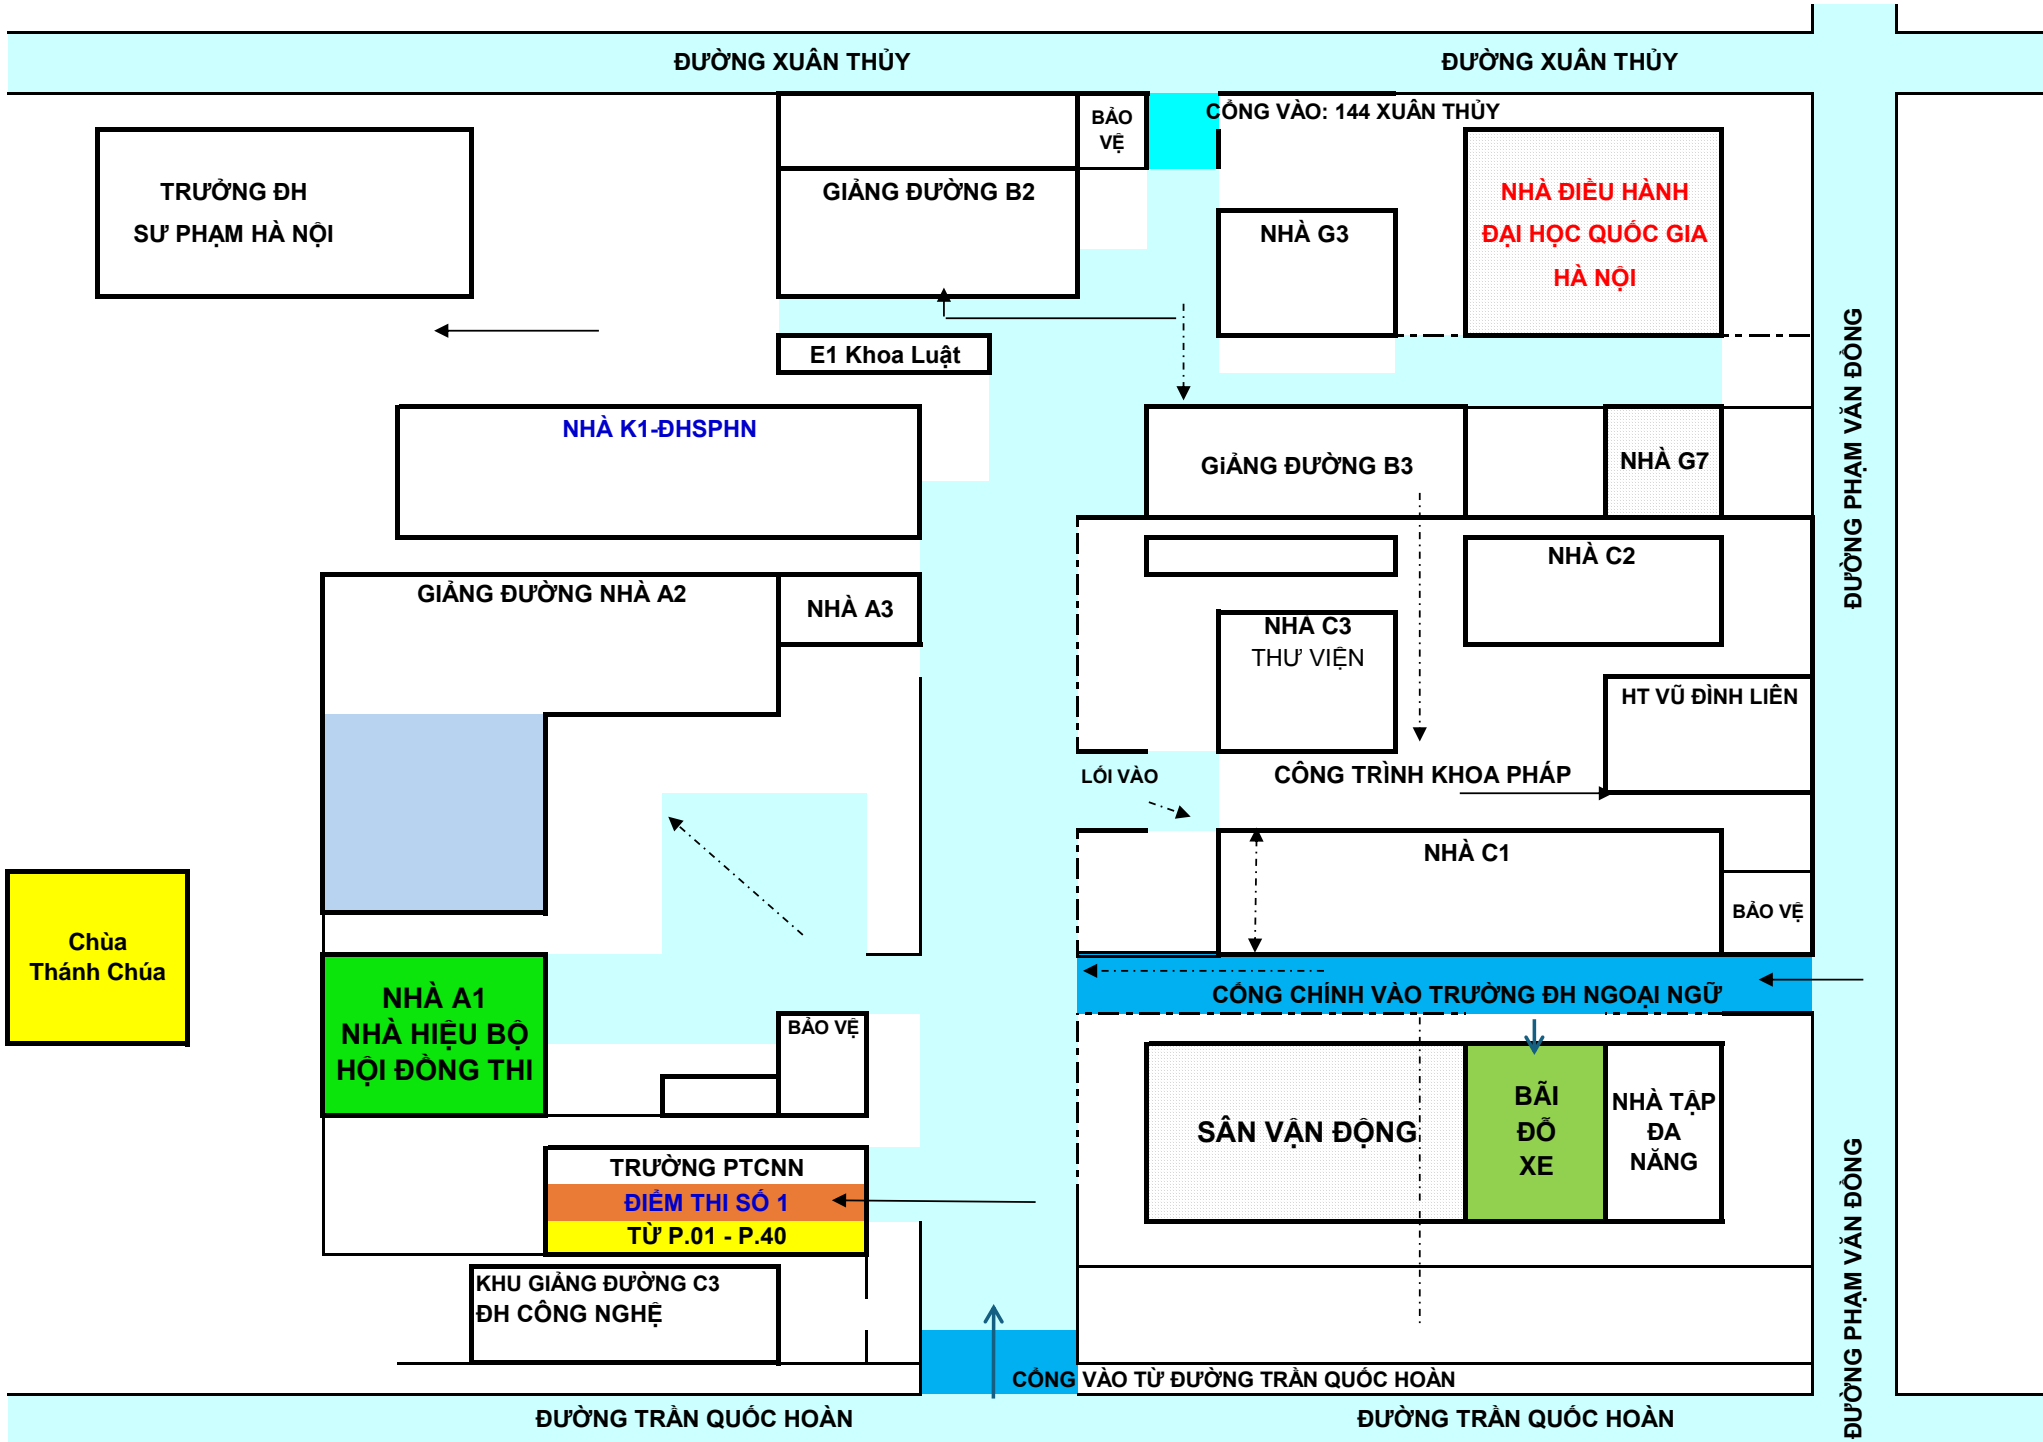 ĐƯỜNG XUÂN THỦY
ĐƯỜNG XUÂN THỦY
CỔNG VÀO: 144 XUÂN THỦY
BẢO
VỆ
TRƯỞNG ĐH
SƯ PHẠM HÀ NỘI
GIẢNG ĐƯỜNG B2
NHÀ G3
NHÀ ĐIỀU HÀNH
ĐẠI HỌC QUỐC GIA
HÀ NỘI
E1 Khoa Luật
NHÀ K1-ĐHSPHN
GiẢNG ĐƯỜNG B3
NHÀ G7
ĐƯỜNG PHẠM VĂN ĐỒNG
GIẢNG ĐƯỜNG NHÀ A2
NHÀ A3
NHÀ C2
NHÀ C3
THƯ VIỆN
HT VŨ ĐÌNH LIÊN
LỐI VÀO
CÔNG TRÌNH KHOA PHÁP
NHÀ C1
BẢO VỆ
Chùa
Thánh Chúa
NHÀ A1
NHÀ HIỆU BỘ
HỘI ĐỒNG THI
CỔNG CHÍNH VÀO TRƯỜNG ĐH NGOẠI NGỮ
BẢO VỆ
SÂN VẬN ĐỘNG
BÃI
ĐỖ
XE
NHÀ TẬP
ĐA
NĂNG
TRƯỜNG PTCNN
ĐIỂM THI SỐ 1
TỪ P.01 - P.40
ĐƯỜNG PHẠM VĂN ĐỒNG
KHU GIẢNG ĐƯỜNG C3
ĐH CÔNG NGHỆ
CỔNG VÀO TỪ ĐƯỜNG TRẦN QUỐC HOÀN
ĐƯỜNG TRẦN QUỐC HOÀN
ĐƯỜNG TRẦN QUỐC HOÀN